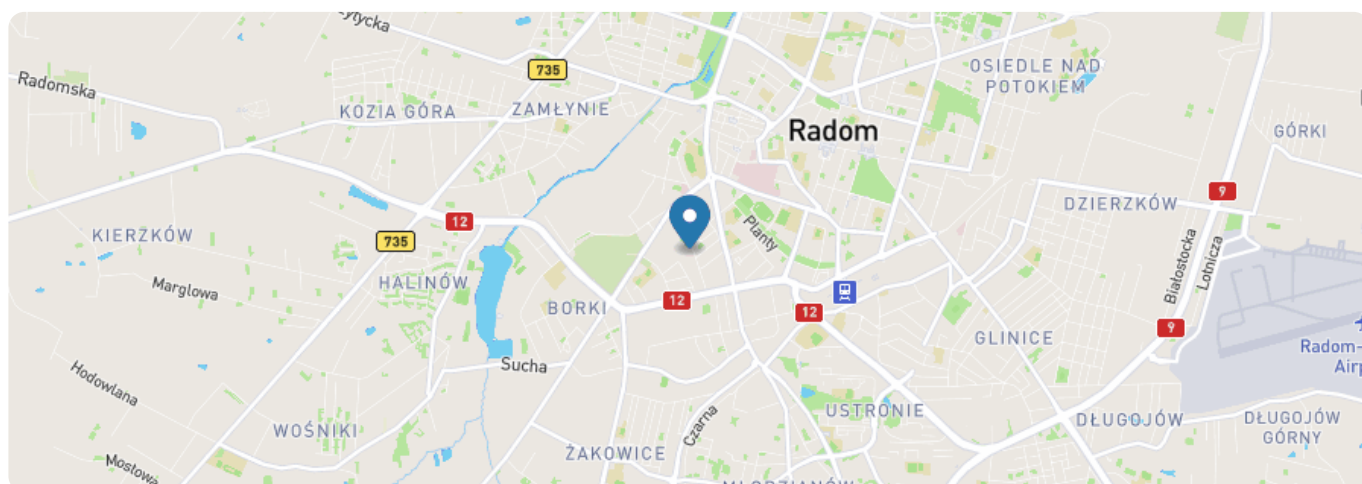 735
OSIEDLE NAD
POTOKIEM
Radomska
KOZIA GÓRA
ZAMŁYNIE
Radom
GÓRKI
9
DZIERZKÓW
12
KIERZKÓW
735
Planty
Białostocka
Lotnicza
HALINÓW
Marglowa
12
BORKI
12
9
GLINICE
Radom-
Sucha
Hodowlana
USTRONIE
Czarna
DŁUGOJÓW
DŁUGOJÓW
GÓRNY
WOŚNIKI
ŻAKOWICE
Mostowa